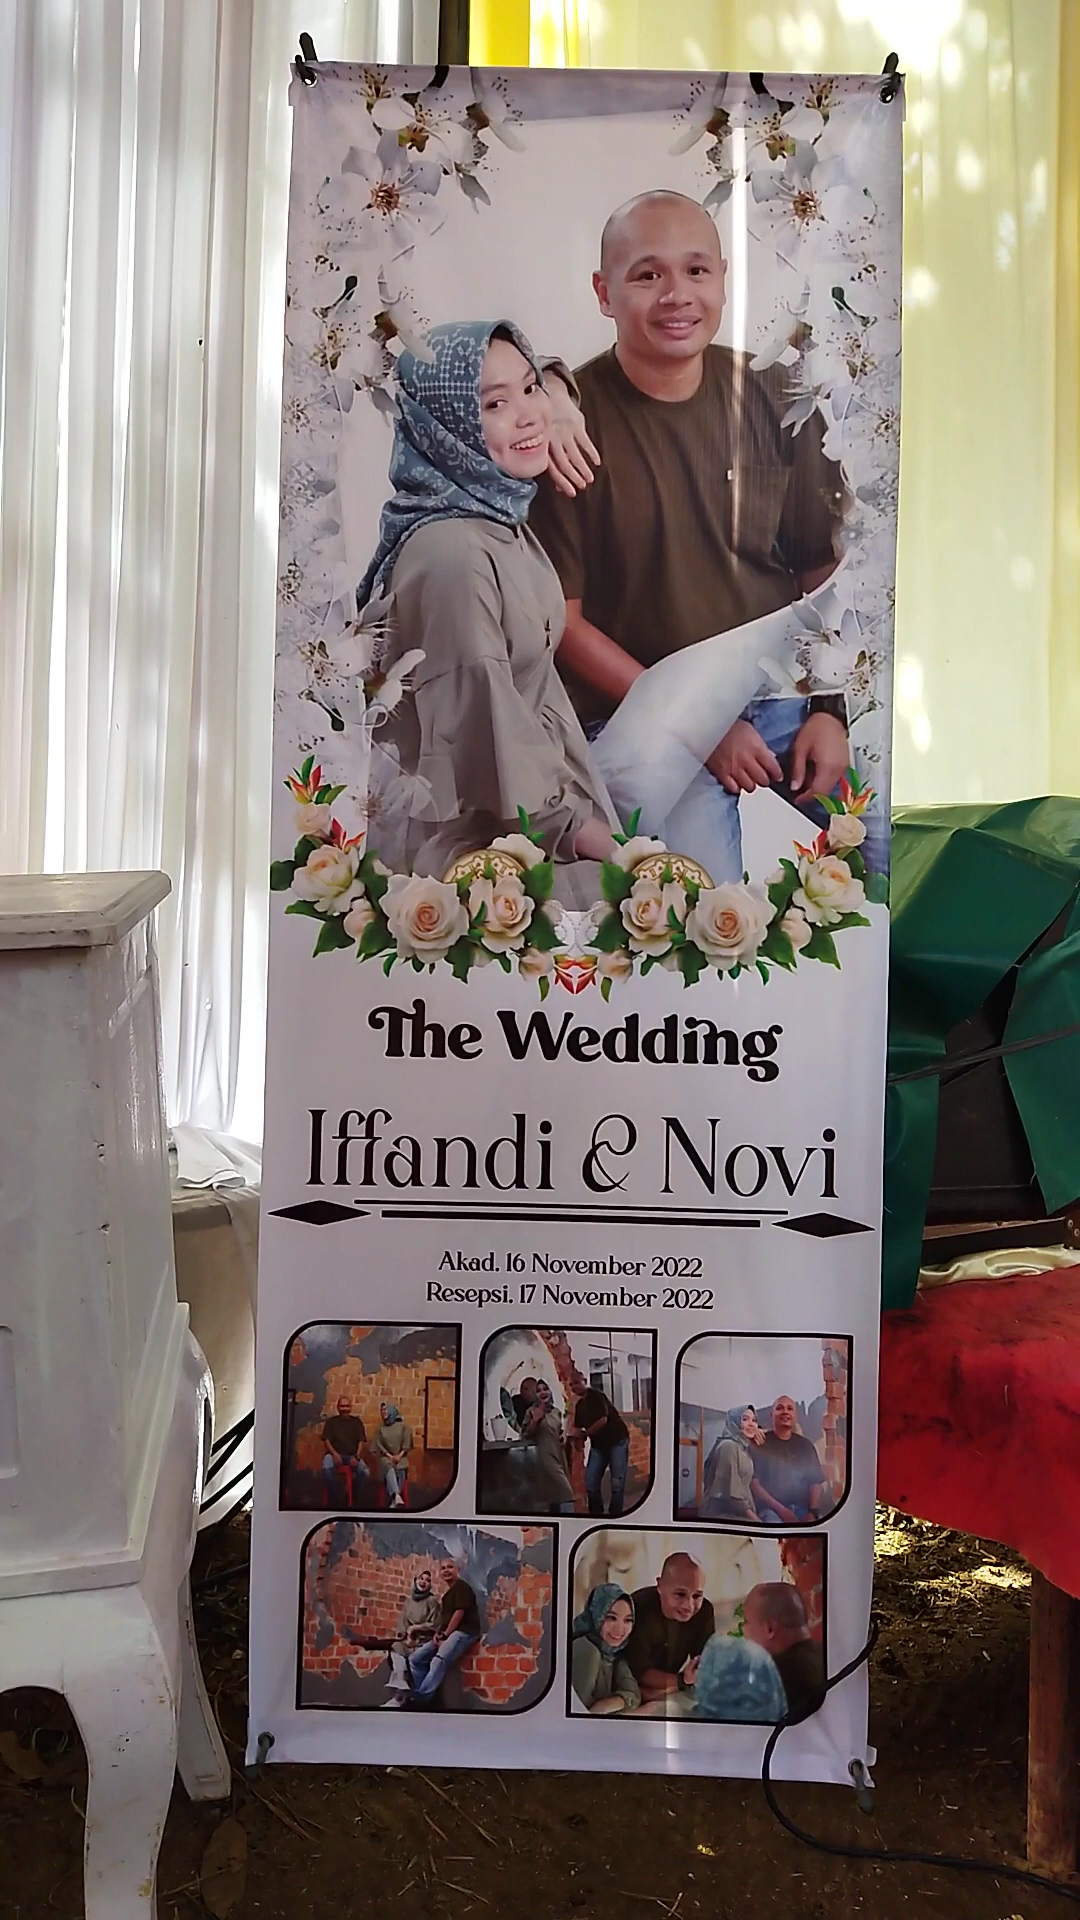 The Wedding
Iffandi & Novi
Akad. 16 November 2022
Resepsi. 17 November 2022